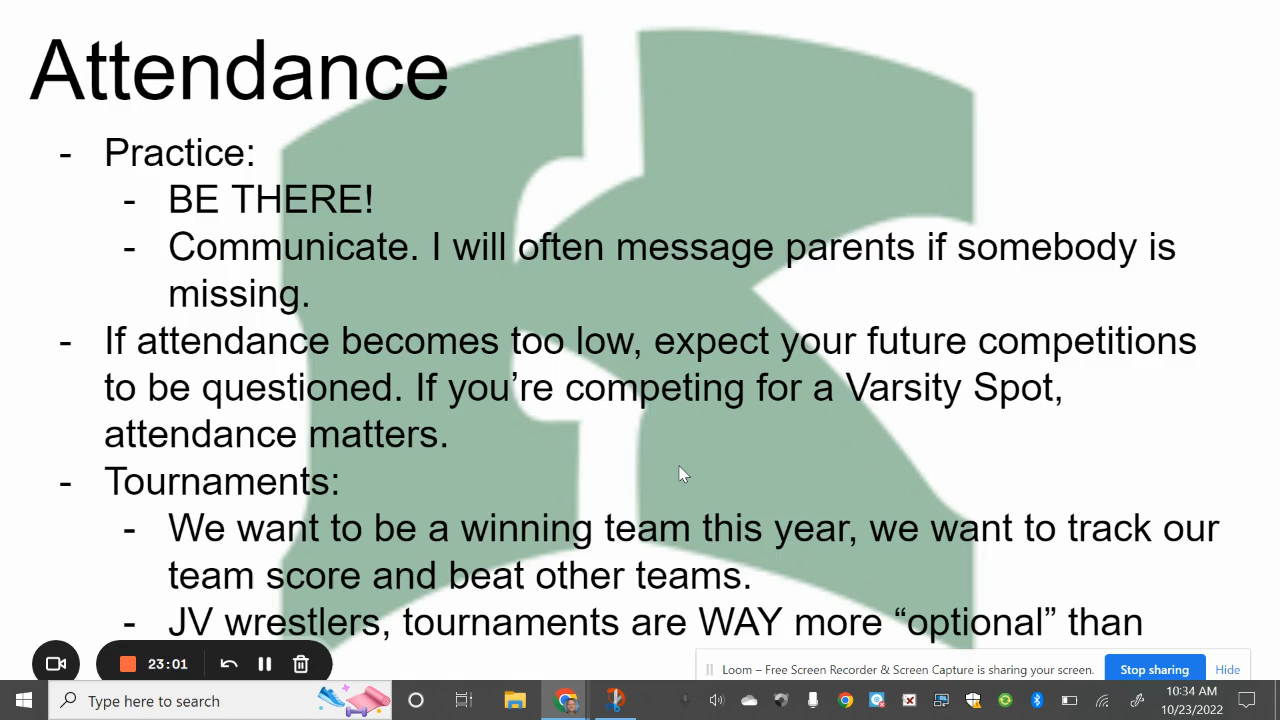 Attendance
- Practice:
- BE THERE!
- Communicate. I will often message parents if somebody is
missing.
- If attendance becomes too low, expect your future competitions
to be questioned. If you’re competing for a Varsity Spot,
attendance matters.
- Tournaments:
- We want to be a winning team this year, we want to track our
team score and beat other teams.
- JV wrestlers, tournaments are WAY more “optional” than
23:01
Loom – Free Screen Recorder & Screen Capture is sharing your screen.
Stop sharing
Hide
Type here to search
10:34 AM
10/23/2022